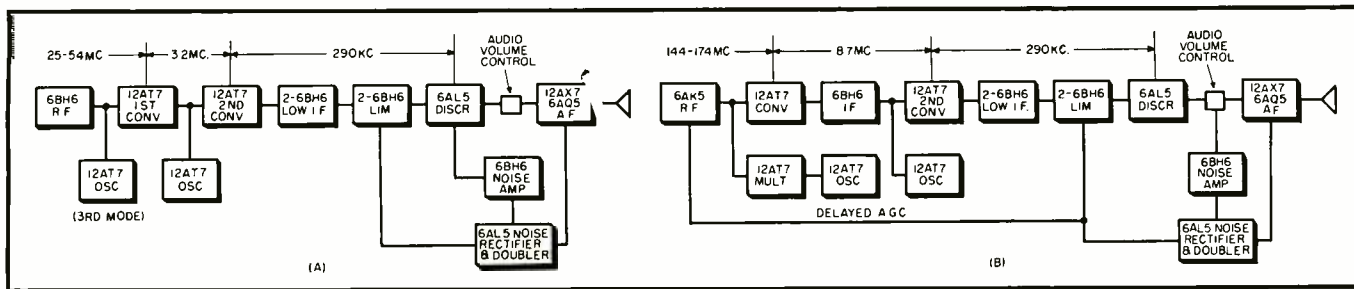 25-54MC
3.2MC.
290KC
AUDIO
VOLUME
CONTROL
6BH6
R F
12AT7
1ST
CONV
12AT7
2ND
CONV
2-6BH6
LOW I F
2-6BH6
LIM
6AL5
DISCR
12AX7
6AQ5
A F
12AT7
OSC
12AT7
OSC
6BH6
NOISE
AMP
(3RD MODE)
6AL5 NOISE
RECTIFIER
& DOUBLER
(A)
144-174MC
8.7MC
290KC.
AUDIO
VOLUME
CONTROL
6AK5
R F
12AT7
CONV
6BH6
IF
12AT7
2ND
CONV
2-6BH6
LOW I.F.
2-6BH6
LIM
6AL5
DISCR
12AX7
6AQ5
A F
12AT7
MULT
12AT7
OSC
12AT7
OSC
6BH6
NOISE
AMP
DELAYED AGC
6AL5 NOISE
RECTIFIER
& DOUBLER
(B)